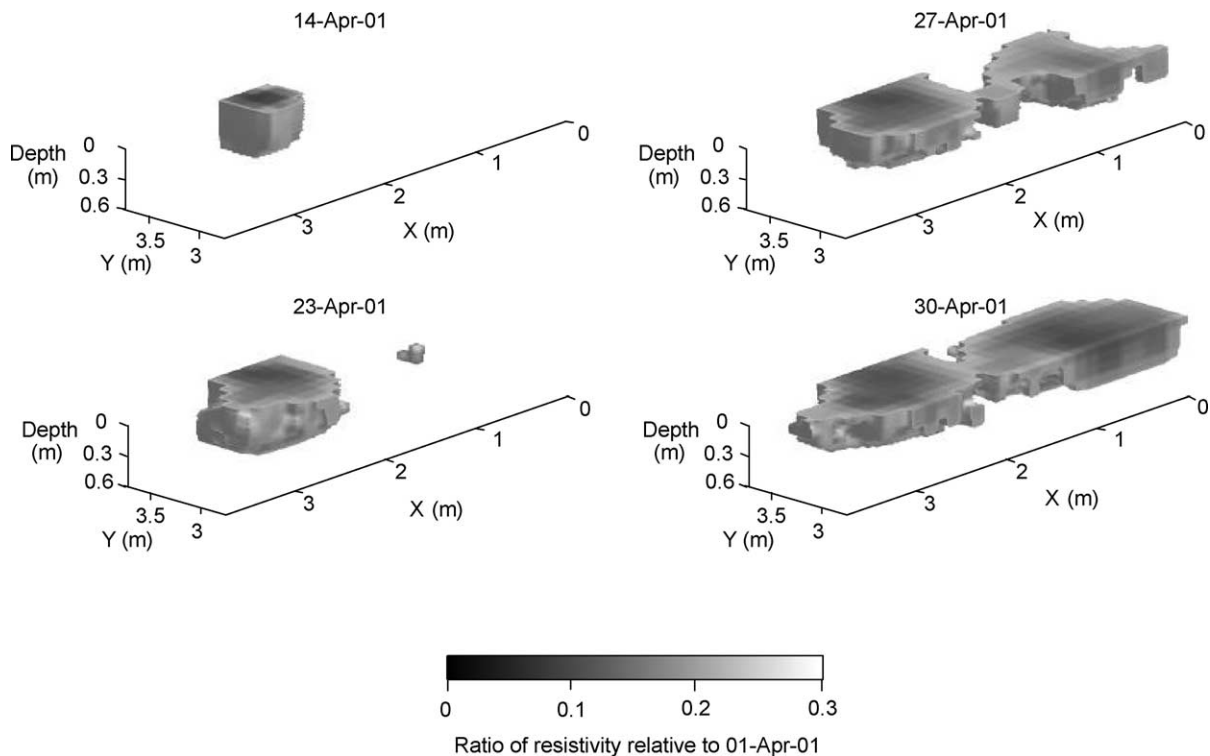 14-Apr-01
Depth
(m)
0
0.3
0.6
3.5
3
Y (m)
3
2
1
0
X (m)
27-Apr-01
Depth
(m)
0
0.3
0.6
3.5
3
Y (m)
3
2
1
0
X (m)
23-Apr-01
Depth
(m)
0
0.3
0.6
3.5
3
Y (m)
3
2
1
0
X (m)
30-Apr-01
Depth
(m)
0
0.3
0.6
3.5
3
Y (m)
3
2
1
0
X (m)
0 0.1 0.2 0.3
Ratio of resistivity relative to 01-Apr-01